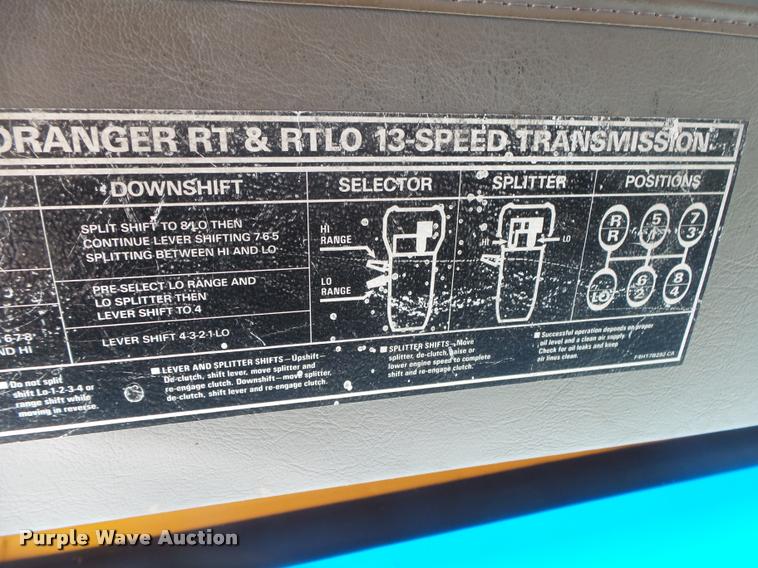 ORANGER RT & RTLO 13-SPEED TRANSMISSION
DOWNSHIFT
SPLIT SHIFT TO 8/LO THEN
CONTINUE LEVER SHIFTING 7-6-5
SPLITTING BETWEEN HI AND LO
PRE-SELECT LO RANGE AND
LO SPLITTER THEN
LEVER SHIFT TO 4
6-7-8
ND HI
LEVER SHIFT 4-3-2-1-LO
SELECTOR
HI
RANGE
LO
RANGE
SPLITTER
HI
LO
POSITIONS
R
R
5
1
7
3
LO
6
2
8
4
Do not split
shift Lo-1-2-3-4 or
range shift while
moving in reverse.
LEVER AND SPLITTER SHIFTS—Upshift-
De-clutch, shift lever, move splitter and
re-engage clutch. Downshift—move splitter,
de-clutch, shift lever and re-engage clutch.
SPLITTER SHIFTS—Move
splitter, de-clutch, raise or
lower engine speed to complete
shift and re-engage clutch.
Successful operation depends on proper
oil level and a clean air supply.
Check for oil leaks and keep
air lines clean.
Purple Wave Auction